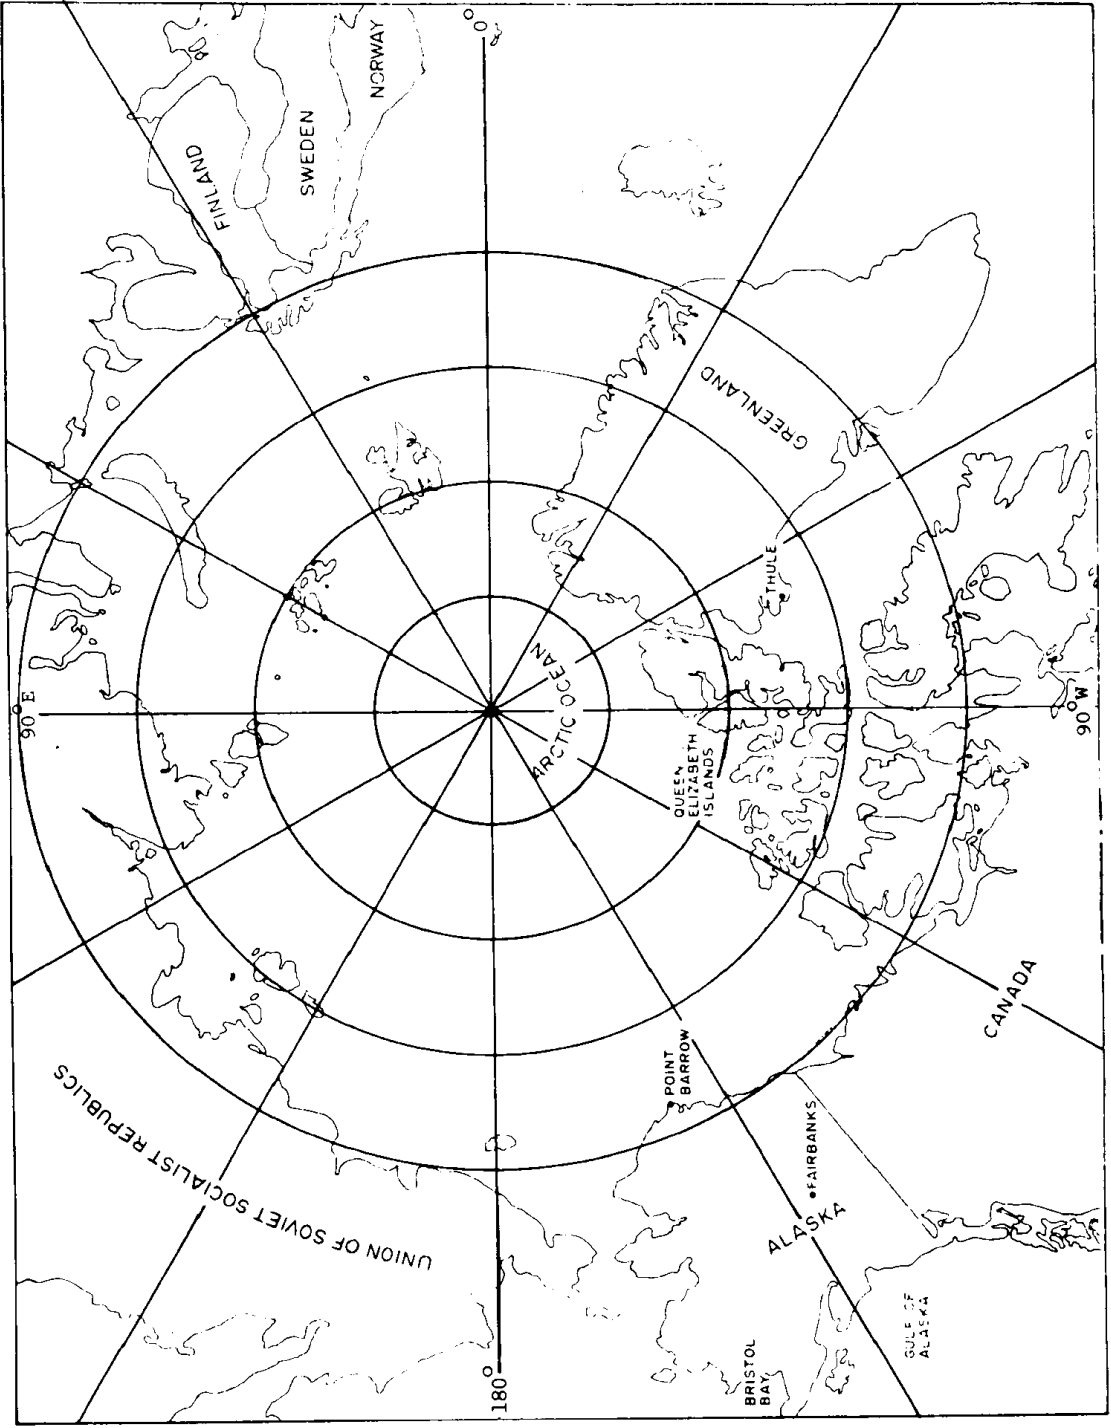 0°
NORWAY
SWEDEN
FINLAND
GREENLAND
THULE
90° E
ARCTIC OCEAN
90° W
QUEEN
ELIZABETH
ISLANDS
CANADA
POINT
BARROW
UNION OF SOVIET SOCIALIST REPUBLICS
FAIRBANKS
ALASKA
GULF OF
ALASKA
180°
BRISTOL
BAY